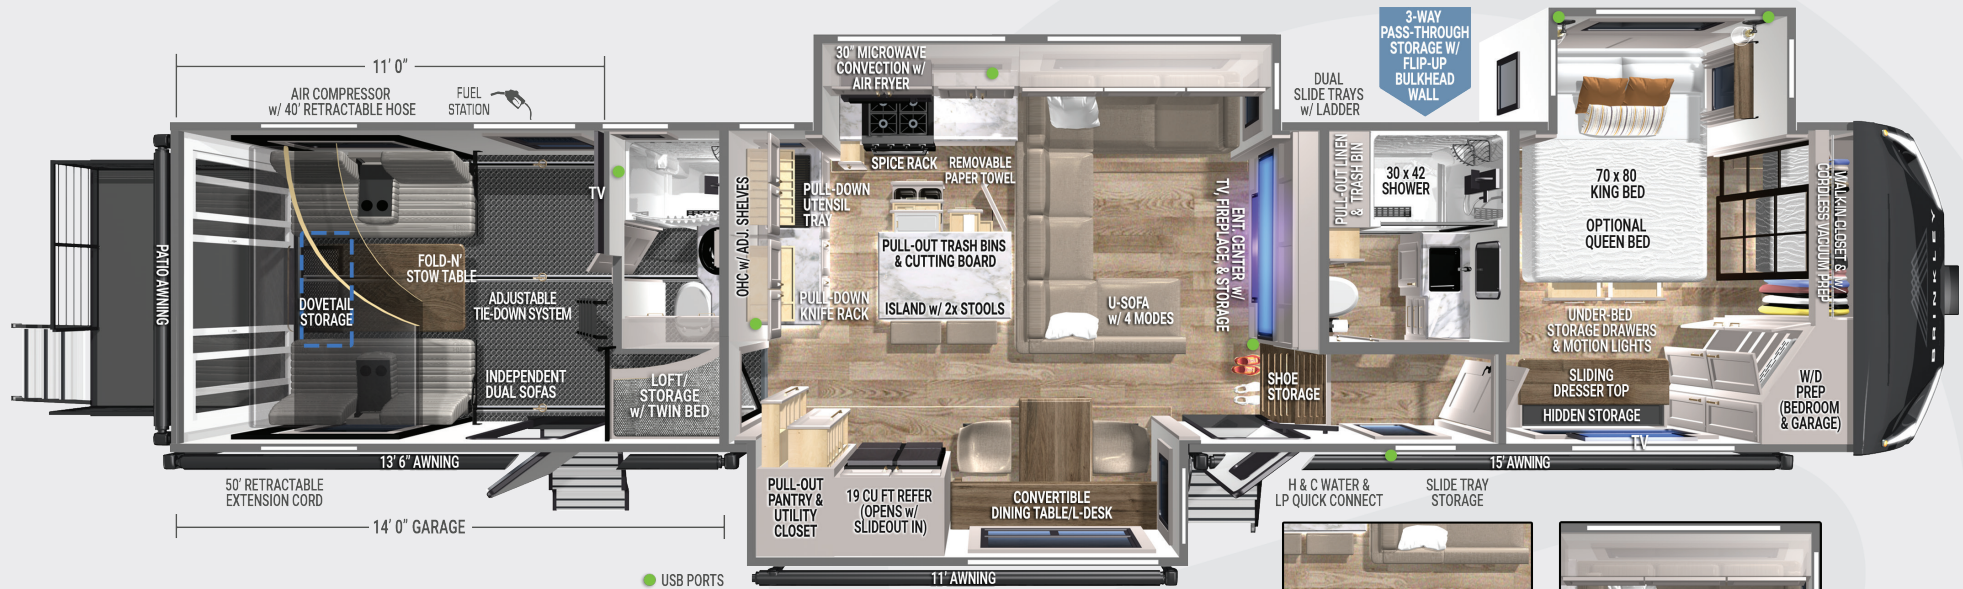 11' 0"
AIR COMPRESSOR
w/ 40' RETRACTABLE HOSE
FUEL
STATION
30" MICROWAVE
CONVECTION w/
AIR FRYER
DUAL
SLIDE TRAYS
w/ LADDER
3-WAY
PASS-THROUGH
STORAGE W/
FLIP-UP
BULKHEAD
WALL
PATIO AWNING
DOVETAIL
STORAGE
FOLD-N'
STOW TABLE
ADJUSTABLE
TIE-DOWN SYSTEM
INDEPENDENT
DUAL SOFAS
TV
LOFT/
STORAGE
w/ TWIN BED
OHC w/ ADJ. SHELVES
PULL-DOWN
UTENSIL
TRAY
PULL-DOWN
KNIFE RACK
SPICE RACK
REMOVABLE
PAPER TOWEL
PULL-OUT TRASH BINS
& CUTTING BOARD
ISLAND w/ 2x STOOLS
U-SOFA
w/ 4 MODES
ENT. CENTER w/
TV, FIREPLACE, & STORAGE
SHOE
STORAGE
PULL-OUT LINEN
& TRASH BIN
30 x 42
SHOWER
70 x 80
KING BED
OPTIONAL
QUEEN BED
UNDER-BED
STORAGE DRAWERS
& MOTION LIGHTS
SLIDING
DRESSER TOP
HIDDEN STORAGE
TV
WALK-IN CLOSET & w/
CORDLESS VACUUM PREP
W/D
PREP
(BEDROOM
& GARAGE)
BRINKLEY
13' 6" AWNING
50' RETRACTABLE
EXTENSION CORD
14' 0" GARAGE
PULL-OUT
PANTRY &
UTILITY
CLOSET
19 CU FT REFER
(OPENS w/
SLIDEOUT IN)
CONVERTIBLE
DINING TABLE/L-DESK
15' AWNING
H & C WATER &
LP QUICK CONNECT
SLIDE TRAY
STORAGE
USB PORTS
11' AWNING